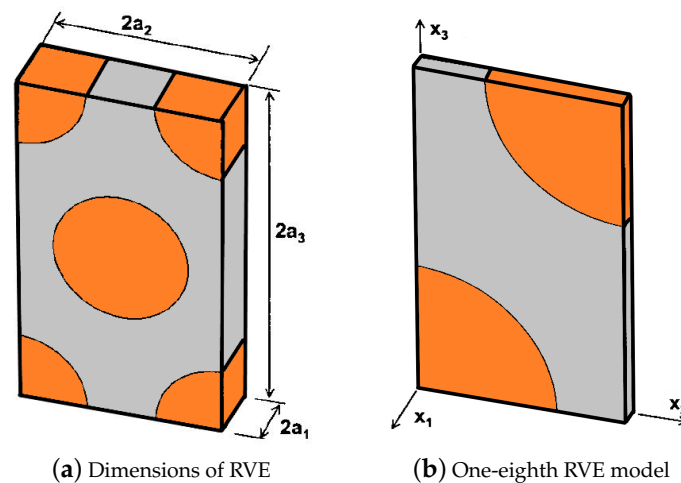 2a₂
2a₃
2a₁
(a) Dimensions of RVE
x₃
x₁
x
(b) One-eighth RVE model